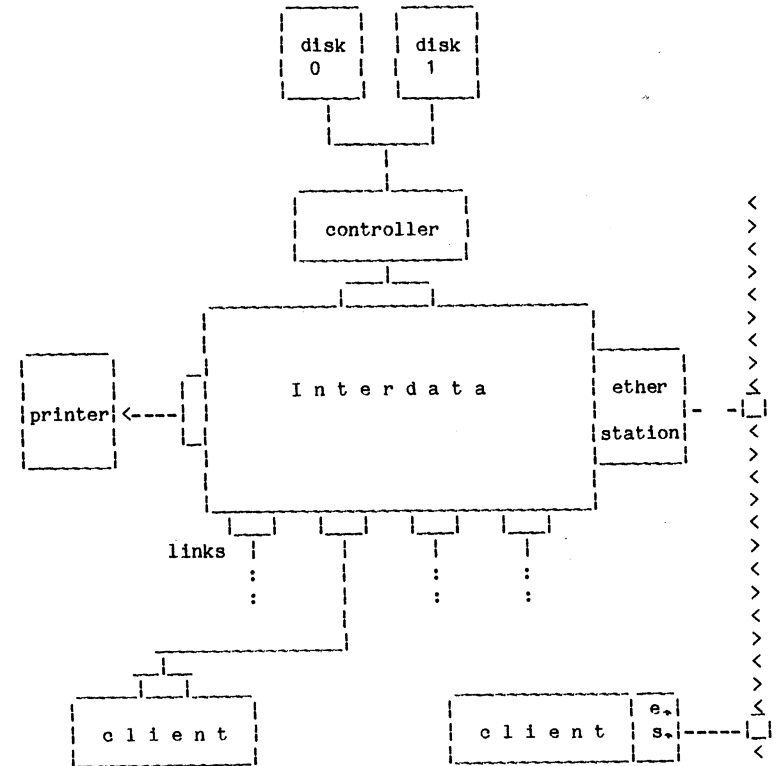 disk disk
0 1
controller
Interdata
ether
printer
station
links
client
client
e.
s.